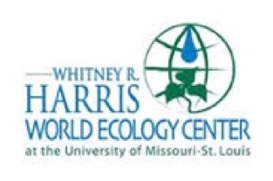 WHITNEY R.
HARRIS
WORLD ECOLOGY CENTER
at the University of Missouri-St. Louis